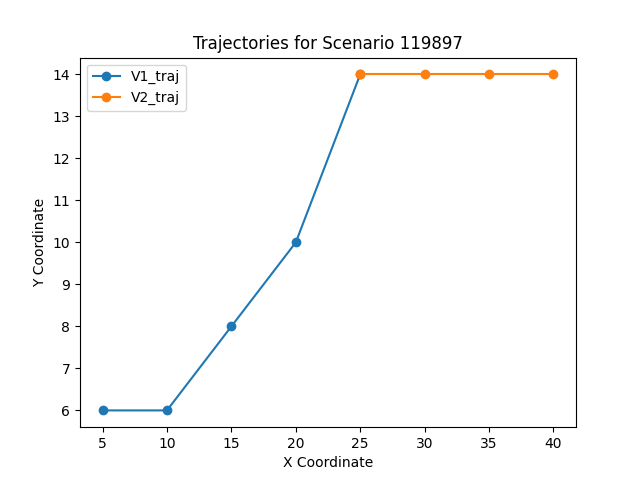 Trajectories for Scenario 119897
V1_traj
V2_traj
14
13
12
11
10
9
8
7
6
Y Coordinate
5 10 15 20 25 30 35 40
X Coordinate